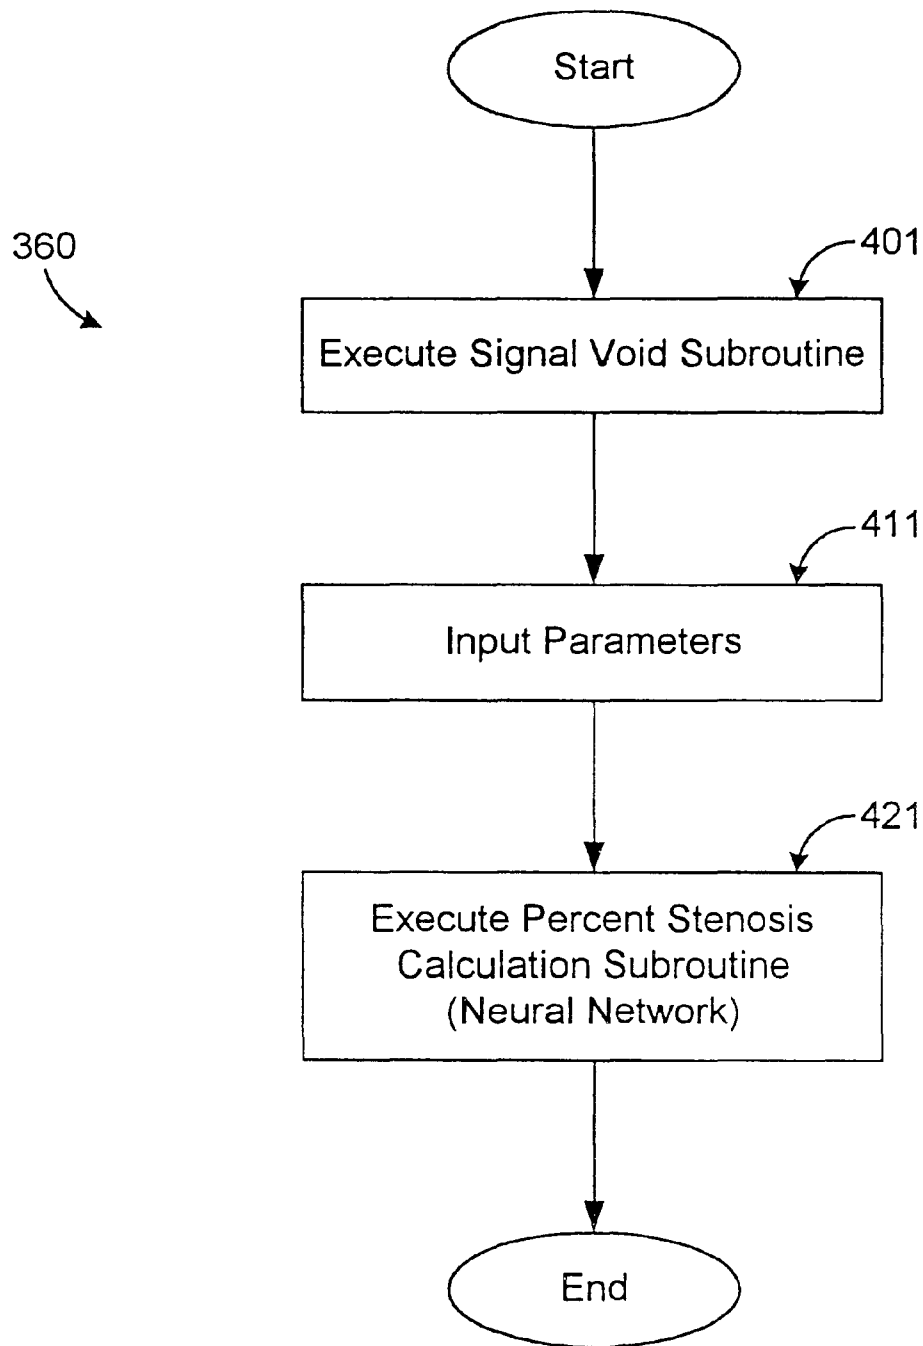 Start
360
401
Execute Signal Void Subroutine
411
Input Parameters
421
Execute Percent Stenosis
Calculation Subroutine
(Neural Network)
End